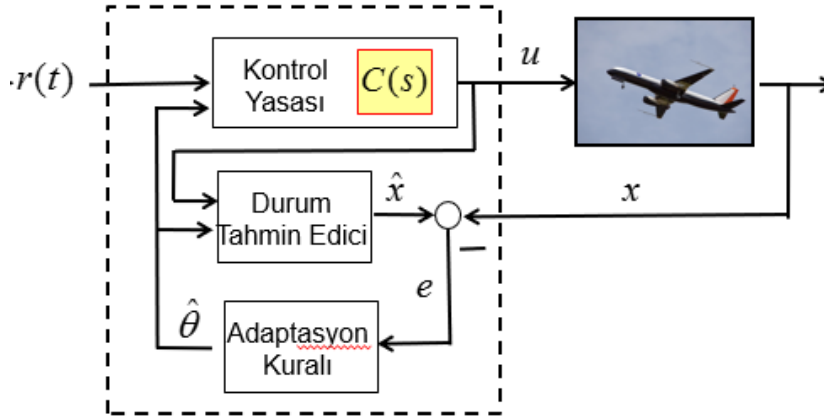 r(t)
Kontrol
Yasası
C(s)
u
Durum
Tahmin Edici
x̂
x
e
θ̂
Adaptasyon
Kuralı